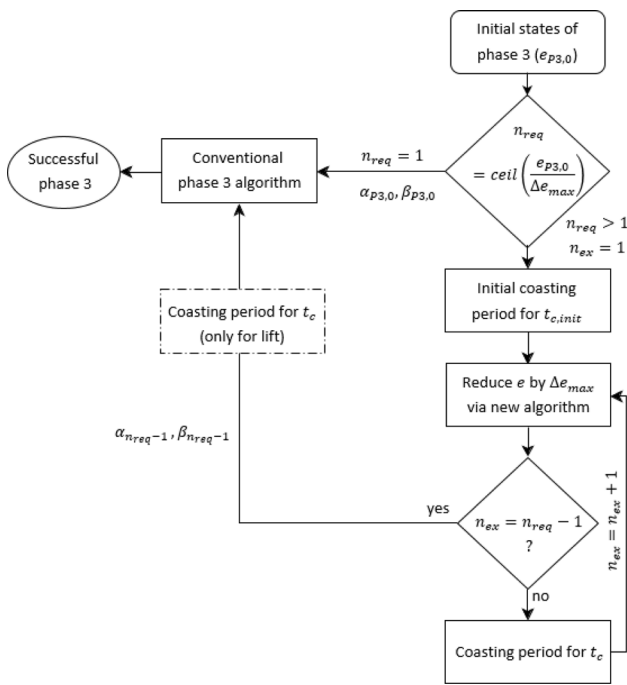 Initial states of
phase 3 (e_{P3,0})
n_{req}
= ceil ( e_{P3,0} / Δe_{max} )
n_{req} = 1
α_{P3,0}, β_{P3,0}
Conventional
phase 3 algorithm
Successful
phase 3
n_{req} > 1
n_{ex} = 1
Initial coasting
period for t_{c,init}
Coasting period for t_c
(only for lift)
Reduce e by Δe_{max}
via new algorithm
α_{n_{req}-1}, β_{n_{req}-1}
n_{ex} = n_{ex} + 1
yes
n_{ex} = n_{req} − 1
?
no
Coasting period for t_c